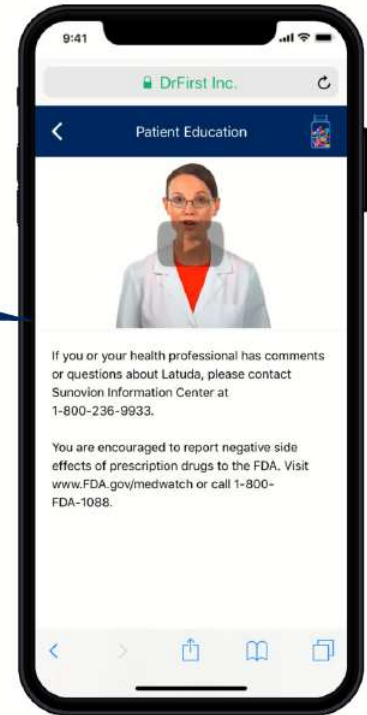 9:41
DrFirst Inc.
Patient Education
If you or your health professional has comments
or questions about Latuda, please contact
Sunovion Information Center at
1-800-236-9933.
You are encouraged to report negative side
effects of prescription drugs to the FDA. Visit
www.FDA.gov/medwatch or call 1-800-
FDA-1088.